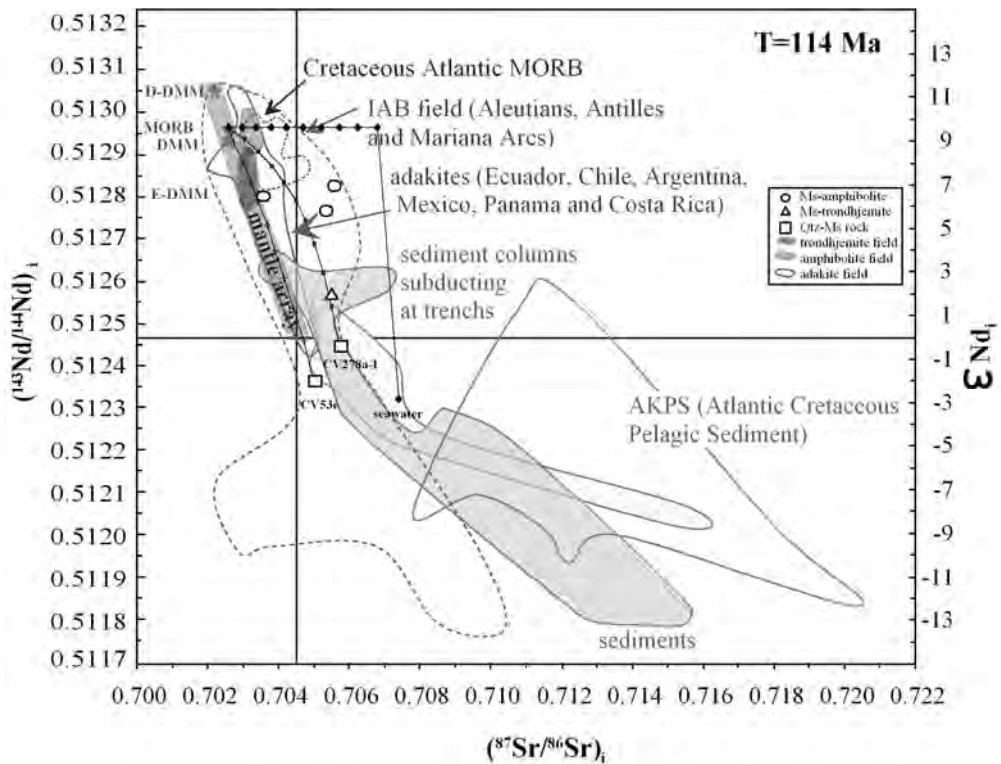 T=114 Ma
Cretaceous Atlantic MORB
IAB field (Aleutians, Antilles
and Mariana Arcs)
adakites (Ecuador, Chile, Argentina,
Mexico, Panama and Costa Rica)
sediment columns
subducting
at trenchs
D-DMM
MORB
DMM
E-DMM
mantle array
Ms-amphibolite
Ms-trondhjemite
Qtz-Ms rock
trondhjemite field
amphibolite field
adakite field
CV278a-1
seawater
AKPS (Atlantic Cretaceous
Pelagic Sediment)
sediments
0.5132
0.5131
0.5130
0.5129
0.5128
0.5127
0.5126
0.5125
0.5124
0.5123
0.5122
0.5121
0.5120
0.5119
0.5118
0.5117
(¹⁴³Nd/¹⁴⁴Nd)ᵢ
13
11
9
7
5
3
1
-1
-3
-5
-7
-9
-11
-13
εNd
0.700 0.702 0.704 0.706 0.708 0.710 0.712 0.714 0.716 0.718 0.720 0.722
(⁸⁷Sr/⁸⁶Sr)ᵢ